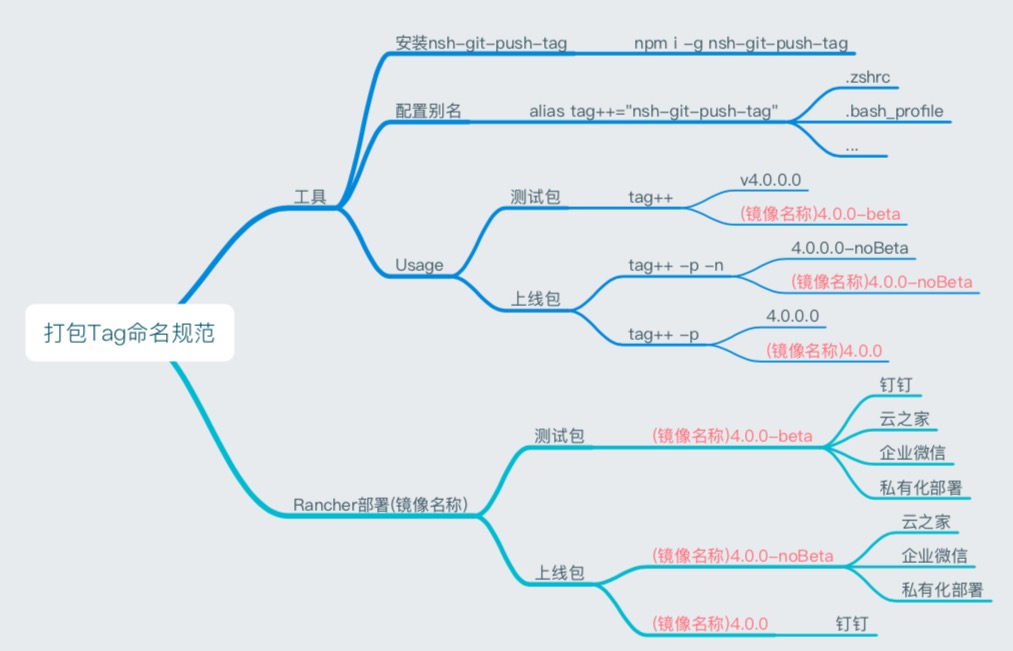 打包Tag命名规范
工具
安装nsh-git-push-tag
npm i -g nsh-git-push-tag
配置别名
alias tag++="nsh-git-push-tag"
.zshrc
.bash_profile
...
Usage
测试包
tag++
v4.0.0.0
(镜像名称)4.0.0-beta
上线包
tag++ -p -n
4.0.0.0-noBeta
(镜像名称)4.0.0-noBeta
tag++ -p
4.0.0.0
(镜像名称)4.0.0
Rancher部署(镜像名称)
测试包
(镜像名称)4.0.0-beta
钉钉
云之家
企业微信
私有化部署
上线包
(镜像名称)4.0.0-noBeta
云之家
企业微信
私有化部署
(镜像名称)4.0.0
钉钉